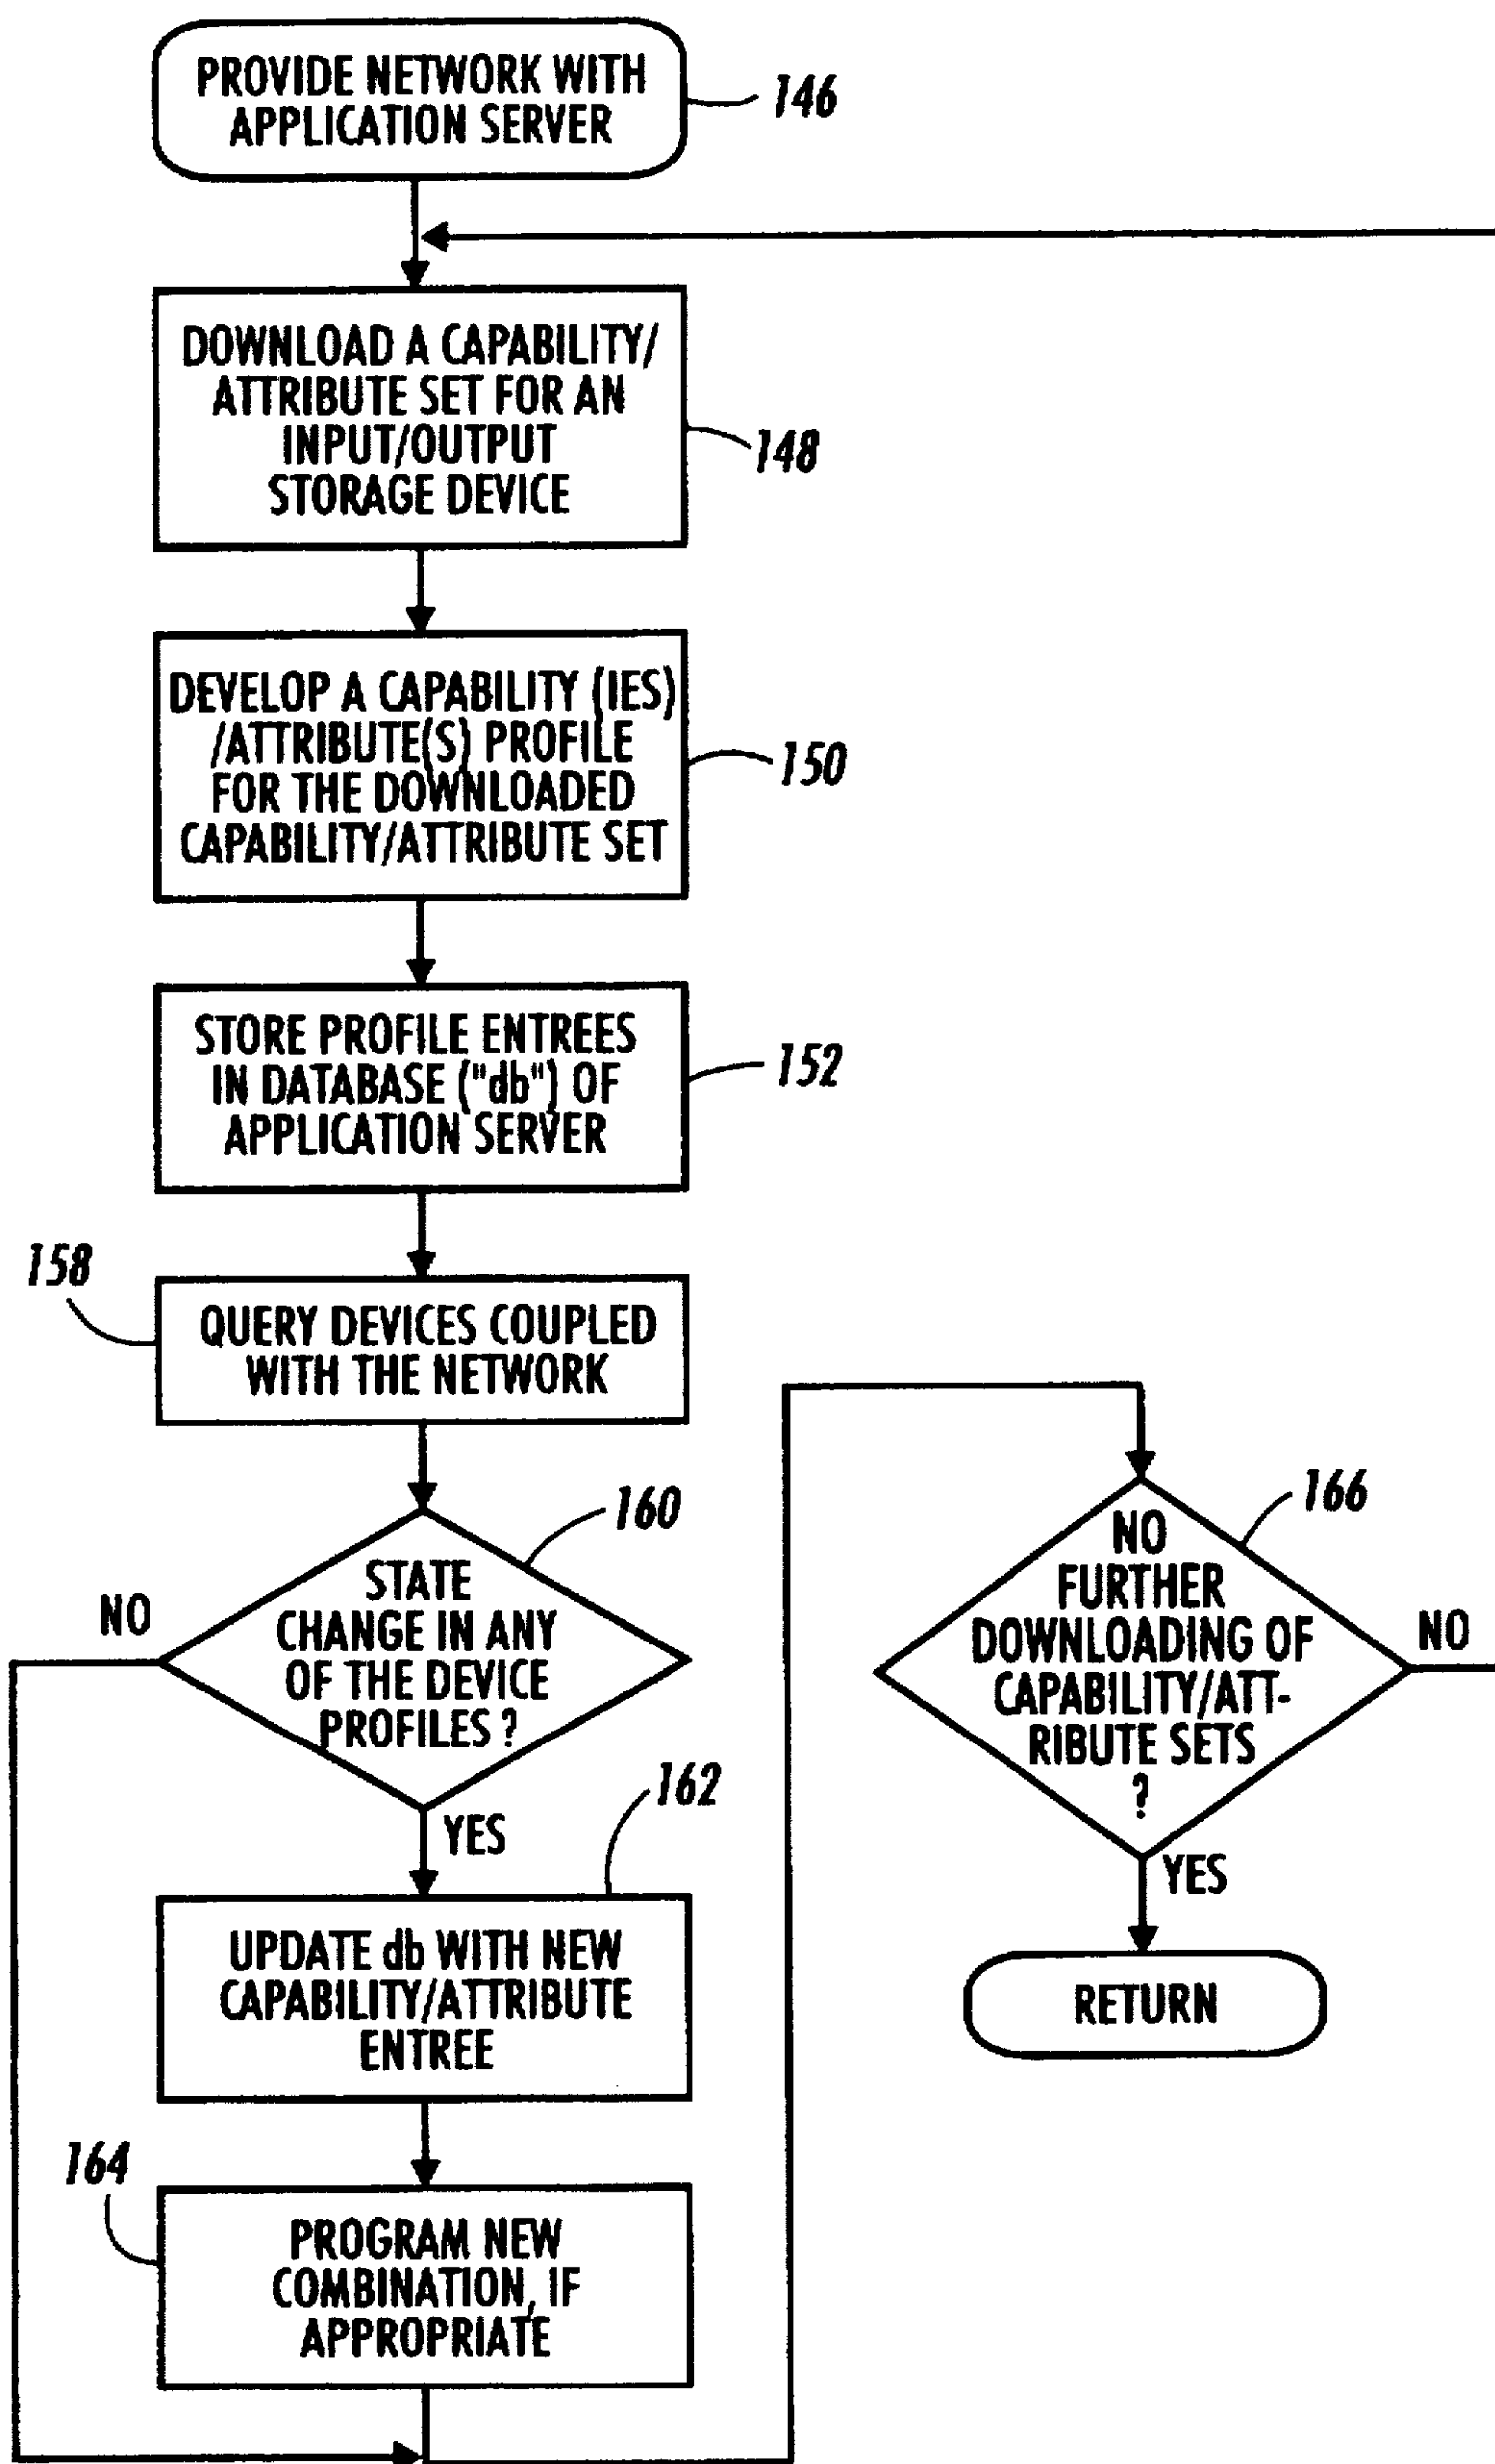 PROVIDE NETWORK WITH
APPLICATION SERVER
146
DOWNLOAD A CAPABILITY/
ATTRIBUTE SET FOR AN
INPUT/OUTPUT
STORAGE DEVICE
148
DEVELOP A CAPABILITY (IES)
/ATTRIBUTE(S) PROFILE
FOR THE DOWNLOADED
CAPABILITY/ATTRIBUTE SET
150
STORE PROFILE ENTREES
IN DATABASE ("db") OF
APPLICATION SERVER
152
158
QUERY DEVICES COUPLED
WITH THE NETWORK
160
STATE
CHANGE IN ANY
OF THE DEVICE
PROFILES ?
NO
YES
162
UPDATE db WITH NEW
CAPABILITY/ATTRIBUTE
ENTREE
164
PROGRAM NEW
COMBINATION, IF
APPROPRIATE
166
NO
FURTHER
DOWNLOADING OF
CAPABILITY/ATT-
RIBUTE SETS
?
NO
YES
RETURN